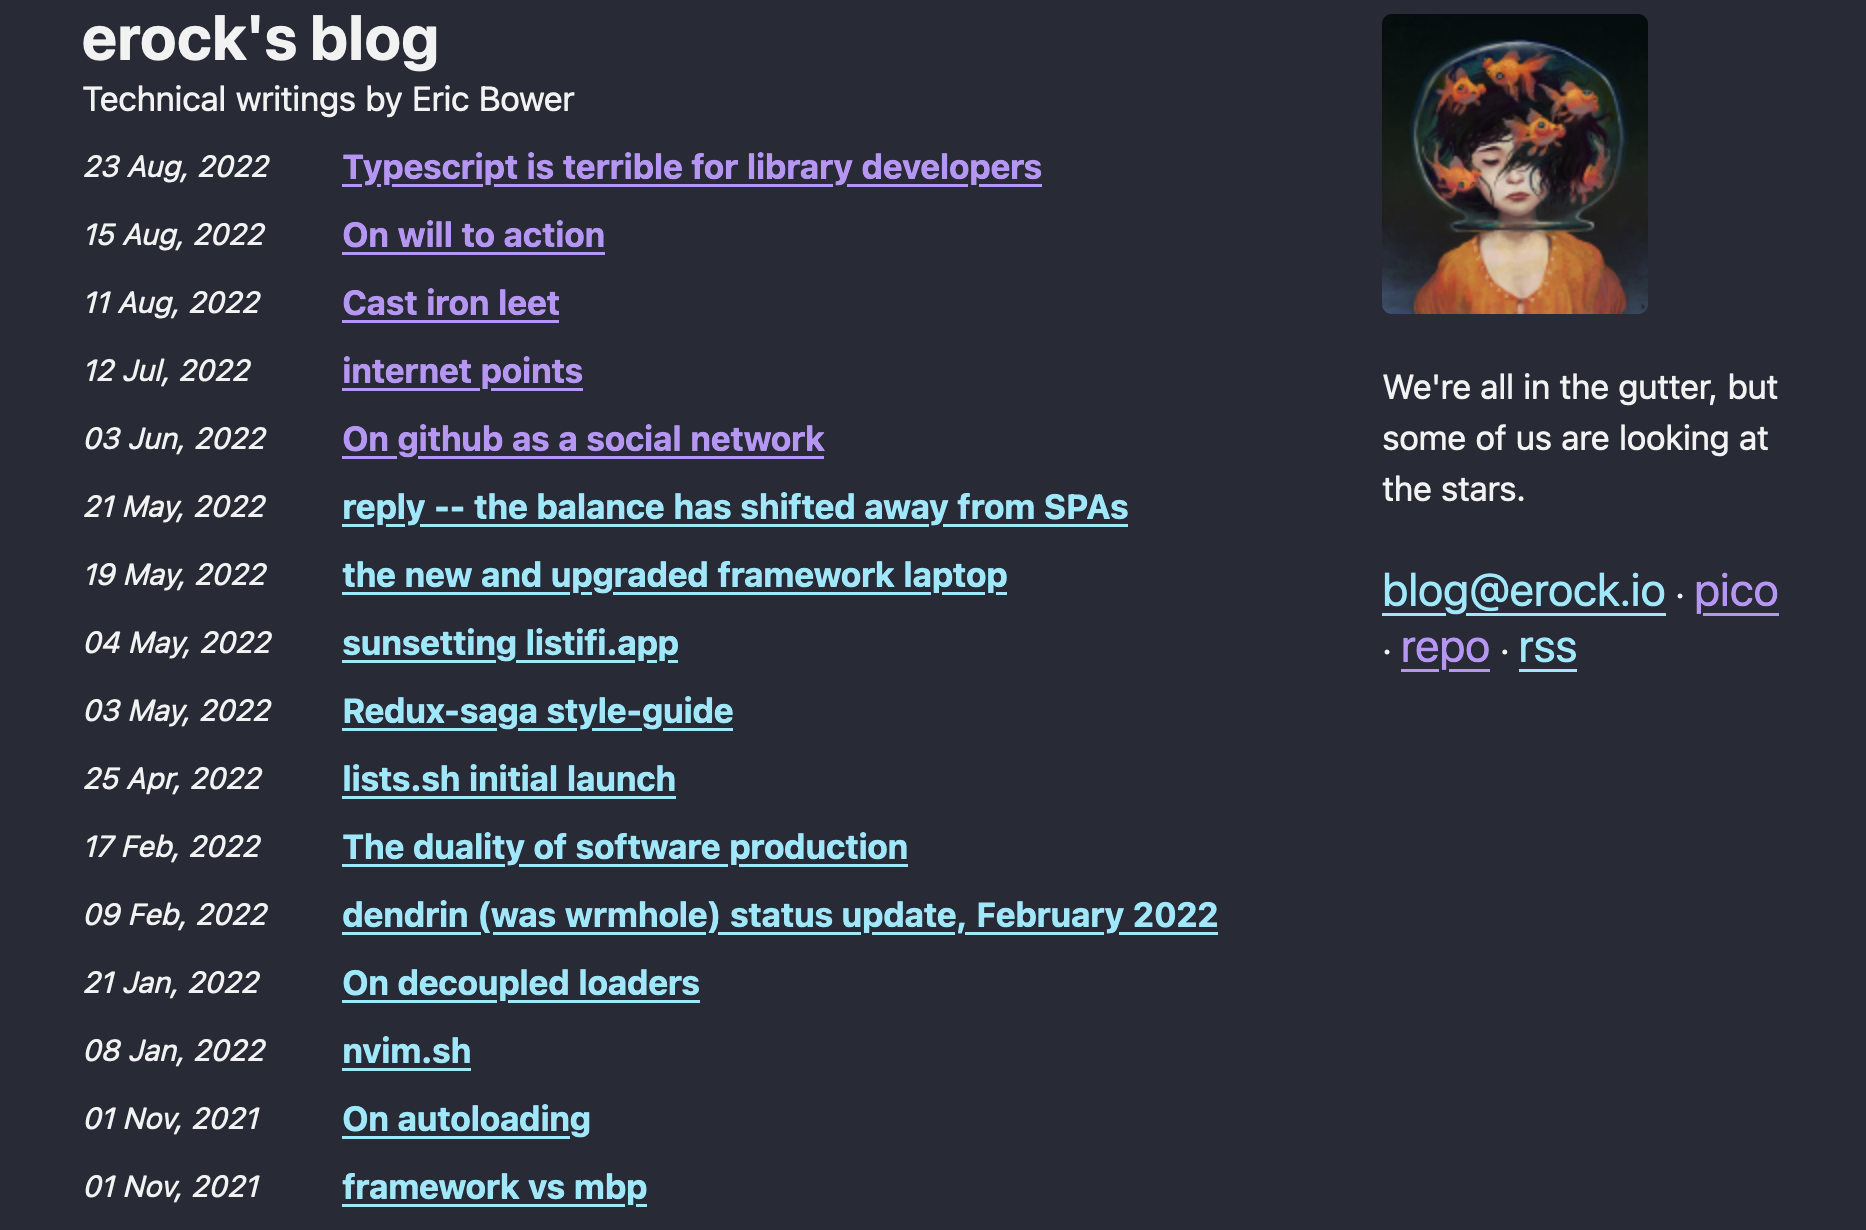 erock's blog
Technical writings by Eric Bower
23 Aug, 2022 Typescript is terrible for library developers
15 Aug, 2022 On will to action
11 Aug, 2022 Cast iron leet
12 Jul, 2022 internet points
03 Jun, 2022 On github as a social network
21 May, 2022 reply -- the balance has shifted away from SPAs
19 May, 2022 the new and upgraded framework laptop
04 May, 2022 sunsetting listifi.app
03 May, 2022 Redux-saga style-guide
25 Apr, 2022 lists.sh initial launch
17 Feb, 2022 The duality of software production
09 Feb, 2022 dendrin (was wrmhole) status update, February 2022
21 Jan, 2022 On decoupled loaders
08 Jan, 2022 nvim.sh
01 Nov, 2021 On autoloading
01 Nov, 2021 framework vs mbp
We're all in the gutter, but
some of us are looking at
the stars.
blog@erock.io · pico
· repo · rss